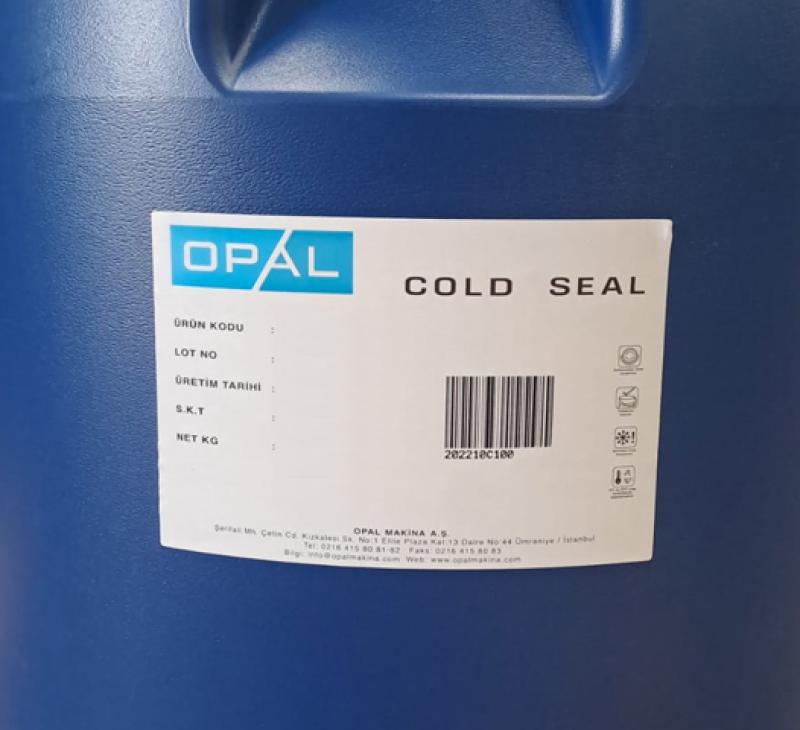 OPAL
COLD SEAL
ÜRÜN KODU :
LOT NO :
ÜRETİM TARİHİ :
S.K.T :
NET KG :
202210C100
OPAL MAKİNA A.Ş.
Şerifali Mh. Çetin Cd. Kızkalesi Sk. No:1 Elite Plaza Kat:13 Daire No:44 Ümraniye / İstanbul
Tel: 0216 415 80 81-82 Faks: 0216 415 80 83
Bilgi: info@opalmakina.com Web: www.opalmakina.com